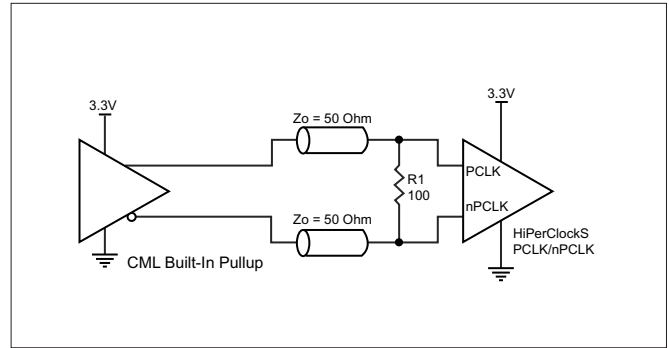 3.3V
3.3V
Zo = 50 Ohm
PCLK
R1
100
nPCLK
Zo = 50 Ohm
HiPerClockS
PCLK/nPCLK
CML Built-In Pullup